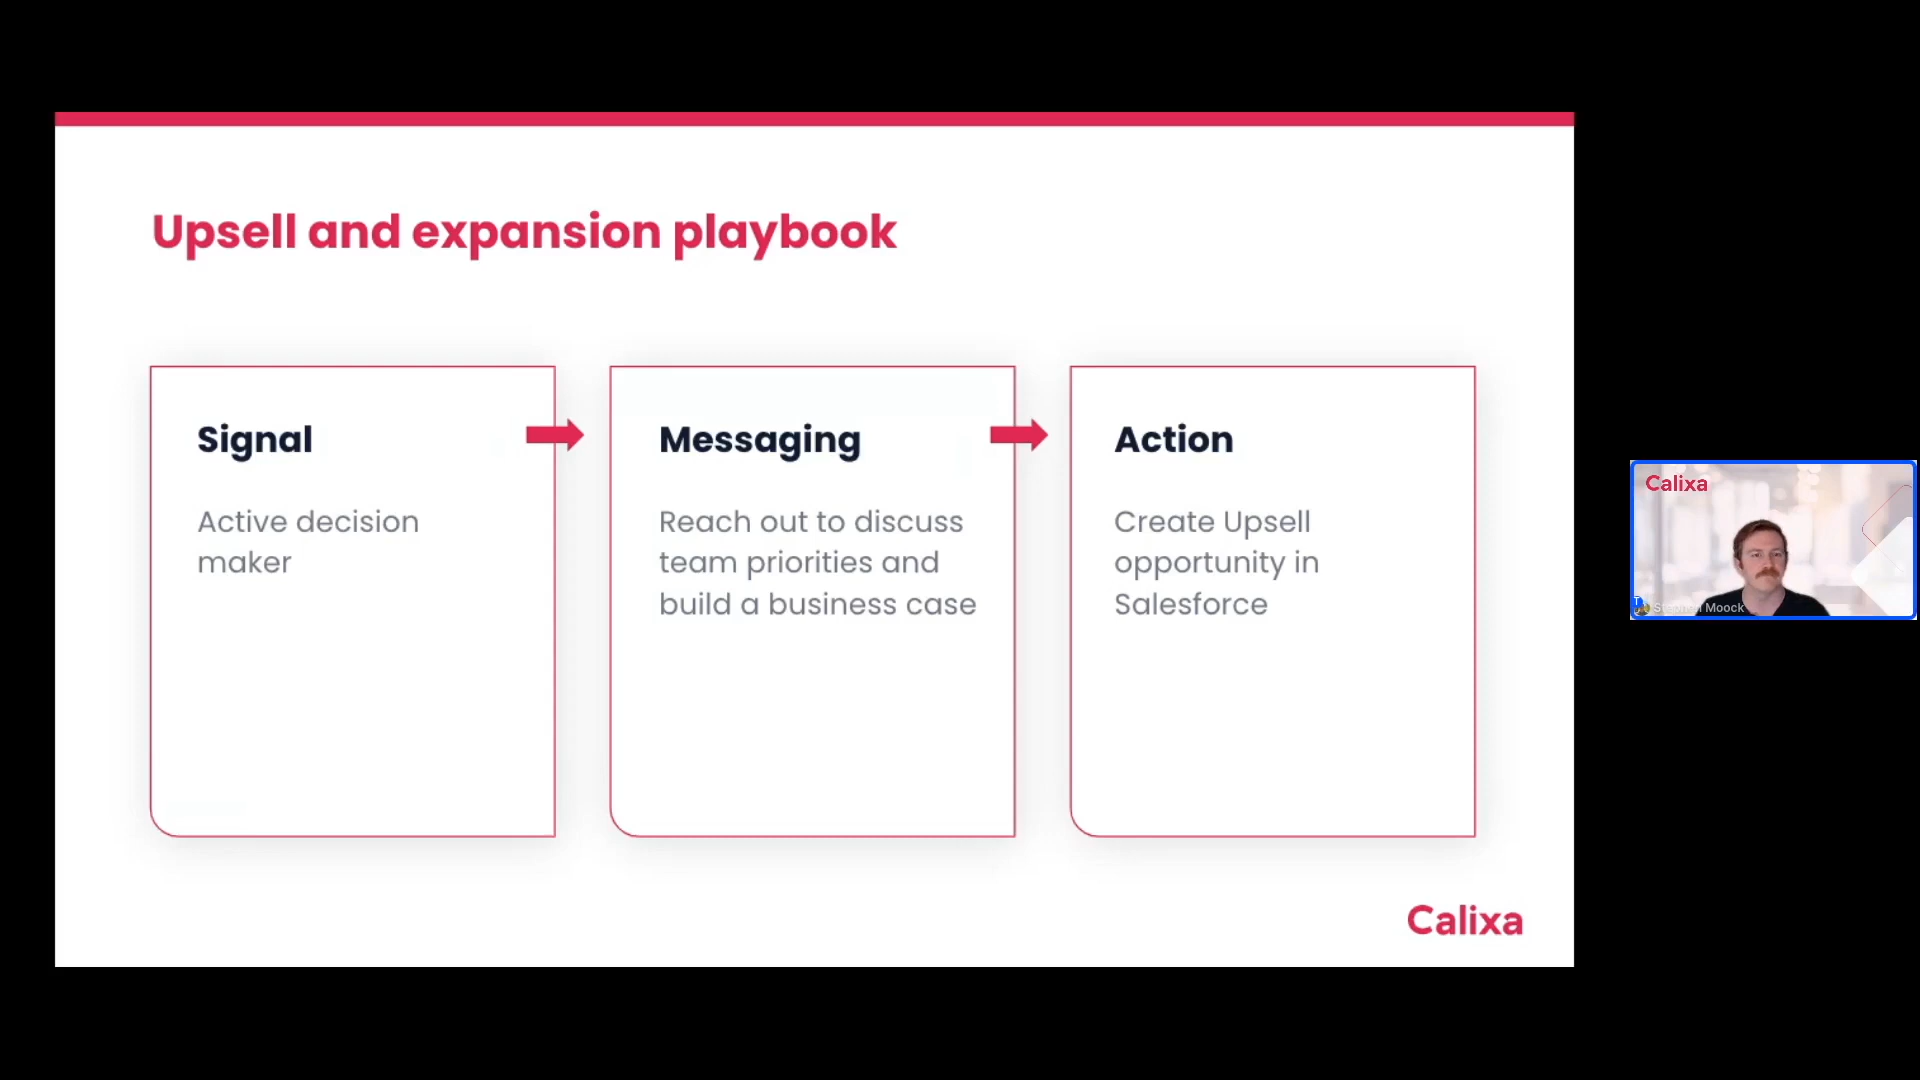 Upsell and expansion playbook
Signal
Active decision
maker
Messaging
Reach out to discuss
team priorities and
build a business case
Action
Create Upsell
opportunity in
Salesforce
Calixa
Calixa
Stephen Moock